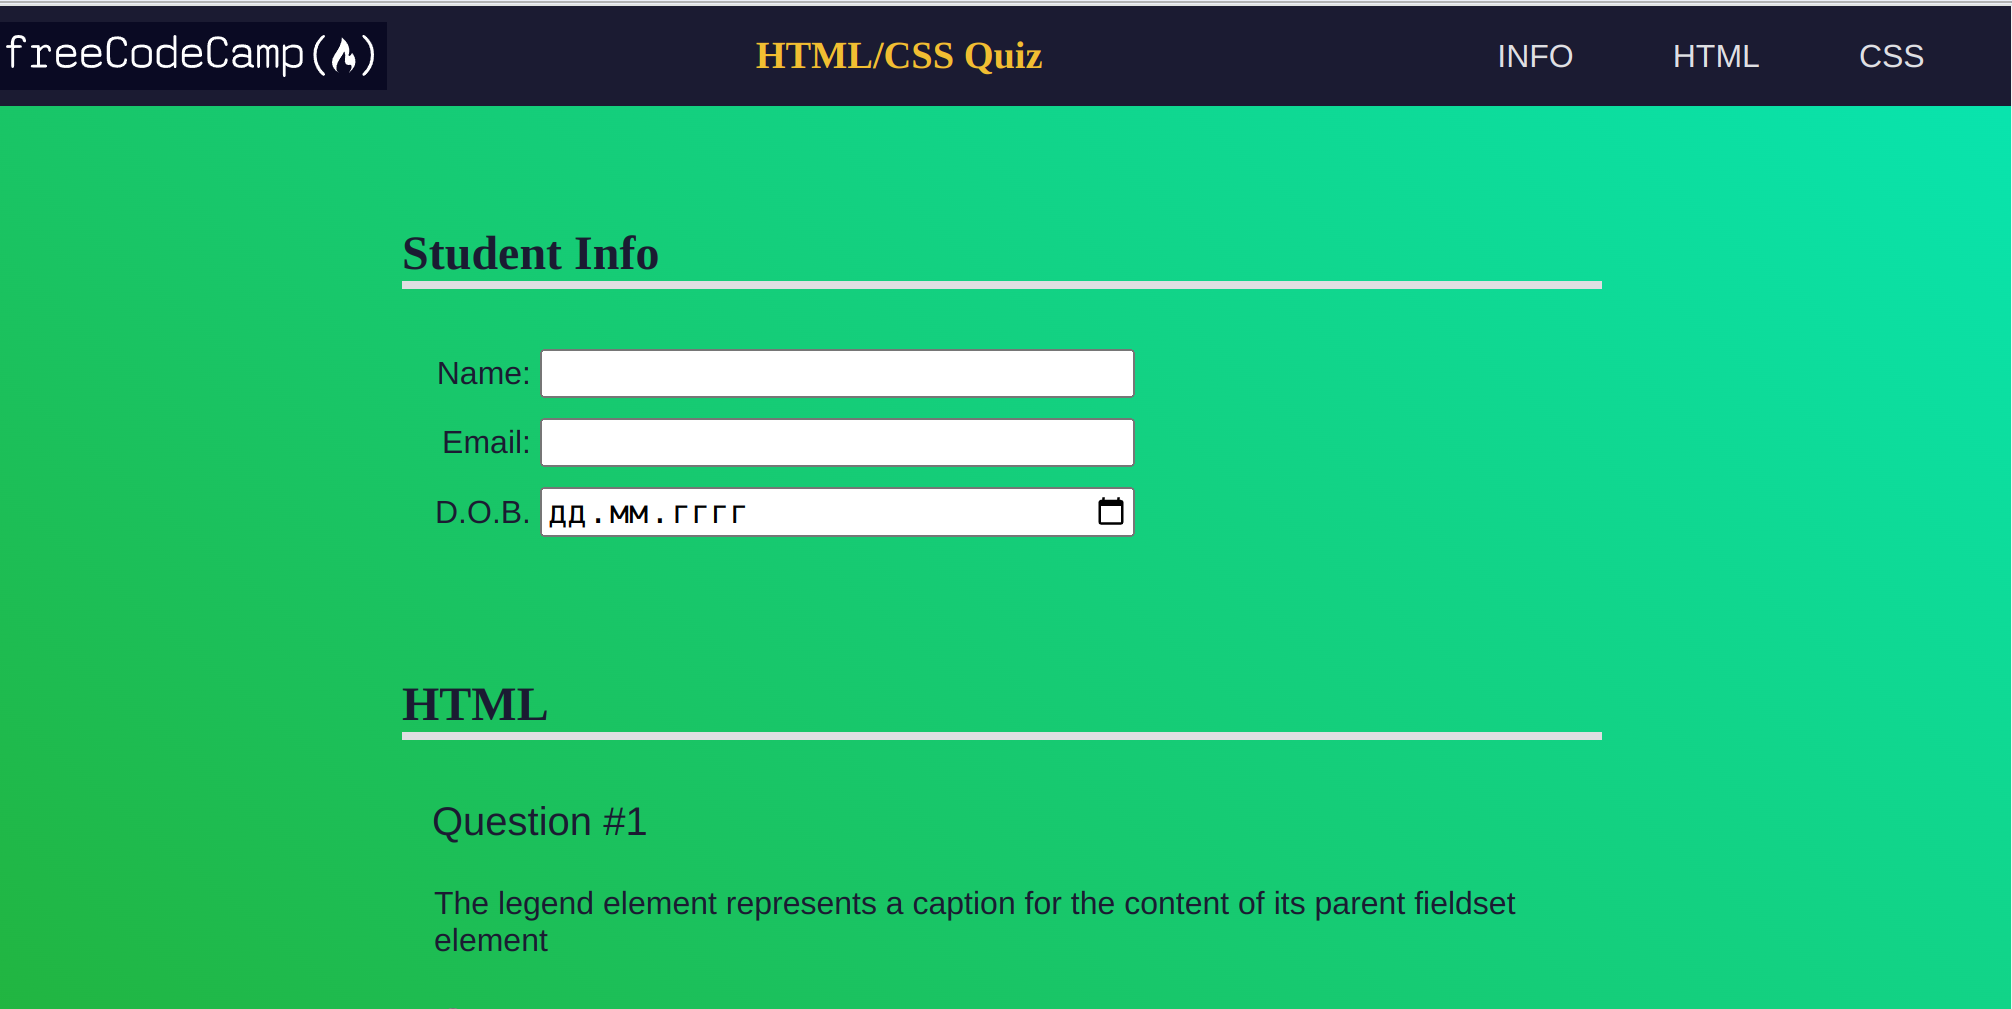 freeCodeCamp(🔥)
HTML/CSS Quiz
INFO
HTML
CSS
Student Info
Name:
Email:
D.O.B.
дд.мм.гггг
HTML
Question #1
The legend element represents a caption for the content of its parent fieldset
element